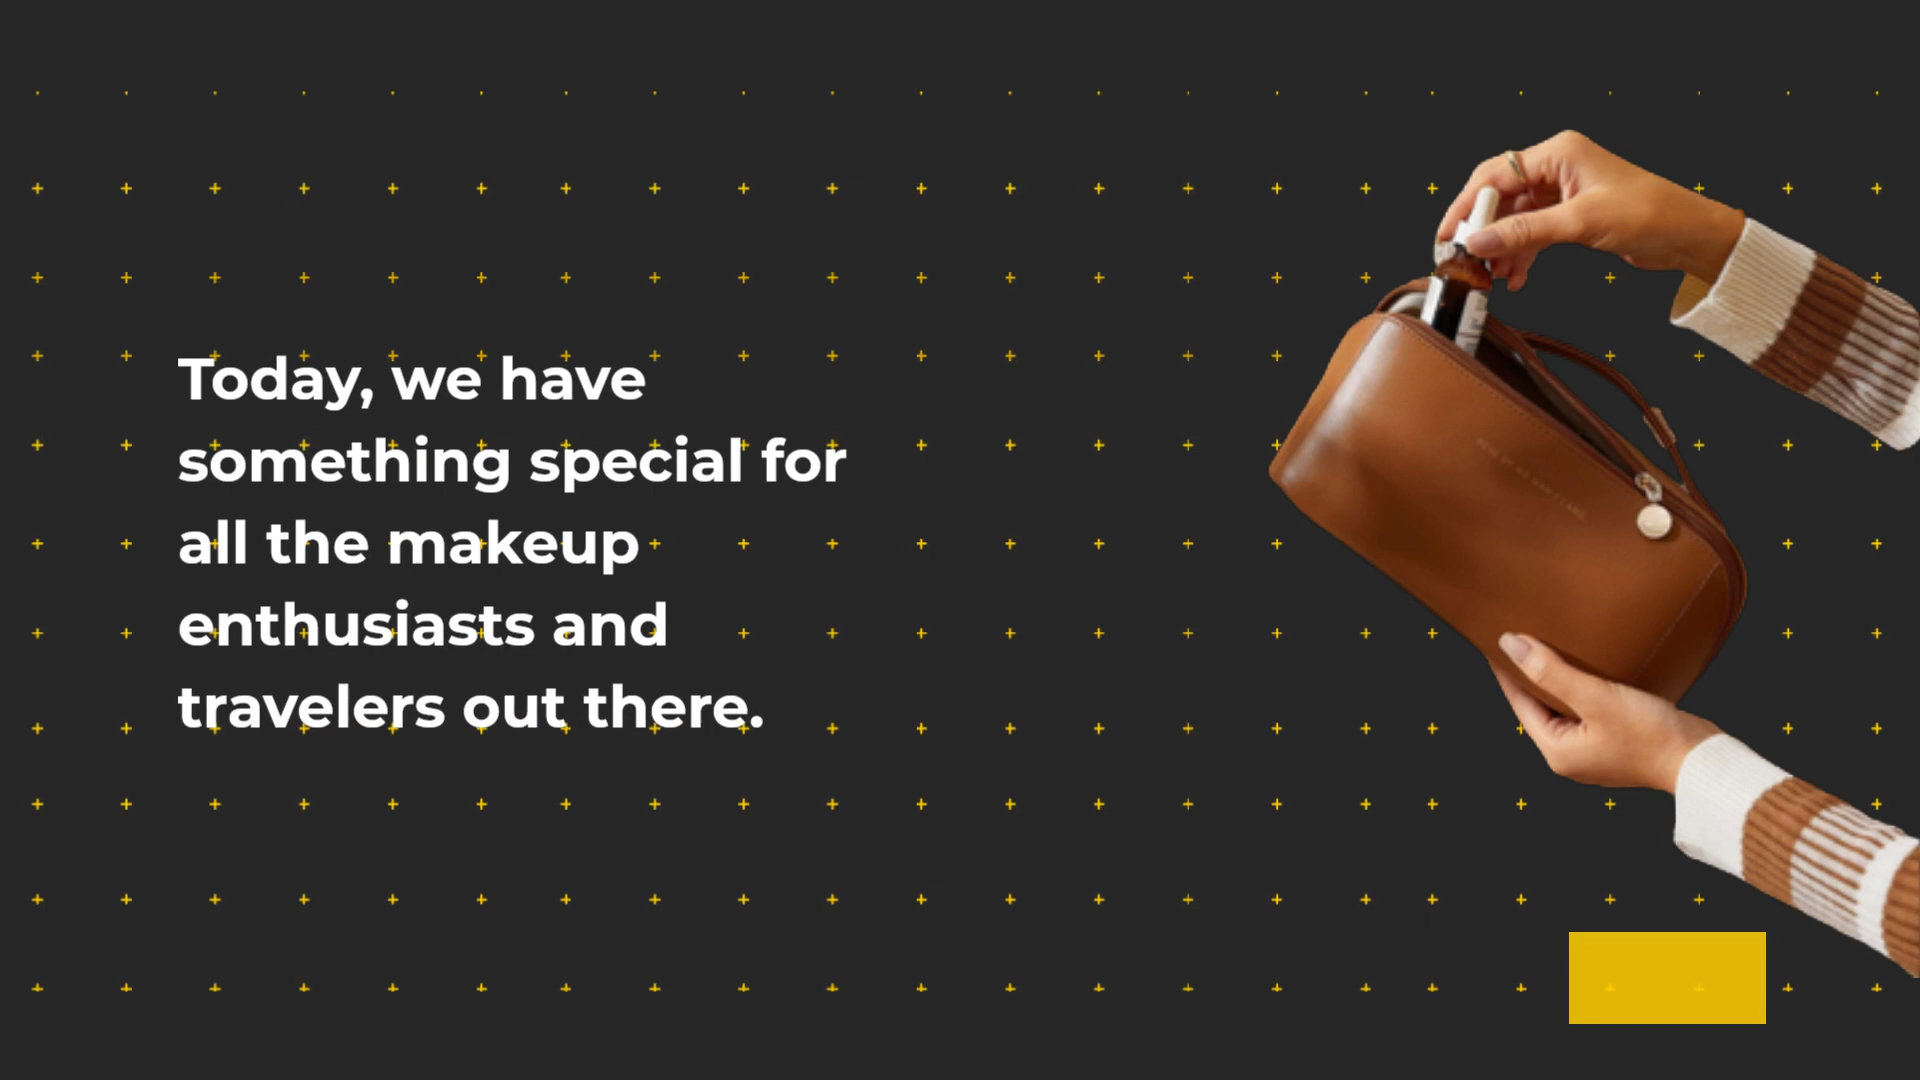 Today, we have
something special for
all the makeup
enthusiasts and
travelers out there.